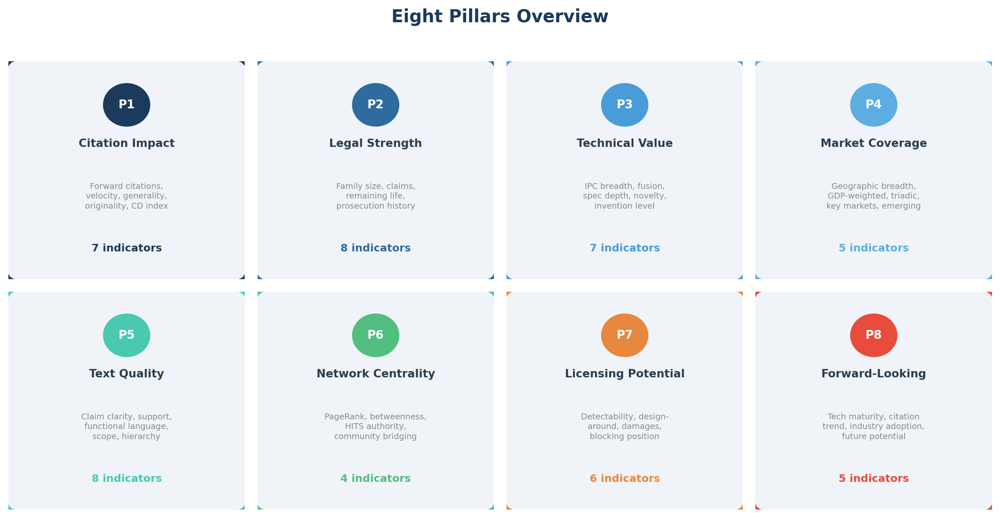 Eight Pillars Overview
P1
Citation Impact
Forward citations,
velocity, generality,
originality, CD index
7 indicators
P2
Legal Strength
Family size, claims,
remaining life,
prosecution history
8 indicators
P3
Technical Value
IPC breadth, fusion,
spec depth, novelty,
invention level
7 indicators
P4
Market Coverage
Geographic breadth,
GDP-weighted, triadic,
key markets, emerging
5 indicators
P5
Text Quality
Claim clarity, support,
functional language,
scope, hierarchy
8 indicators
P6
Network Centrality
PageRank, betweenness,
HITS authority,
community bridging
4 indicators
P7
Licensing Potential
Detectability, design-
around, damages,
blocking position
6 indicators
P8
Forward-Looking
Tech maturity, citation
trend, industry adoption,
future potential
5 indicators